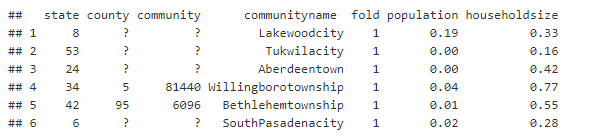 ##   state county community        communityname fold population householdsize
## 1     8      ?         ?         Lakewoodcity    1       0.19          0.33
## 2    53      ?         ?          Tukwilacity    1       0.00          0.16
## 3    24      ?         ?         Aberdeentown    1       0.00          0.42
## 4    34      5     81440 Willingborotownship    1       0.04          0.77
## 5    42     95      6096    Bethlehemtownship    1       0.01          0.55
## 6     6      ?         ?    SouthPasadenacity    1       0.02          0.28